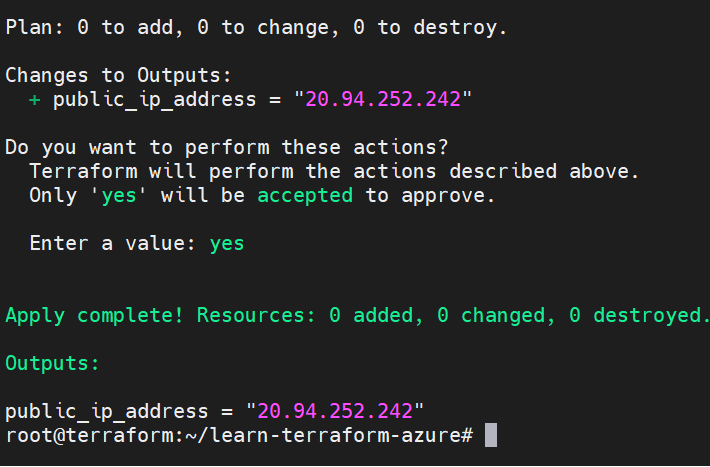 Plan: 0 to add, 0 to change, 0 to destroy.
Changes to Outputs:
+ public_ip_address = "20.94.252.242"
Do you want to perform these actions?
Terraform will perform the actions described above.
Only 'yes' will be accepted to approve.
Enter a value: yes
Apply complete! Resources: 0 added, 0 changed, 0 destroyed.
Outputs:
public_ip_address = "20.94.252.242"
root@terraform:~/learn-terraform-azure#